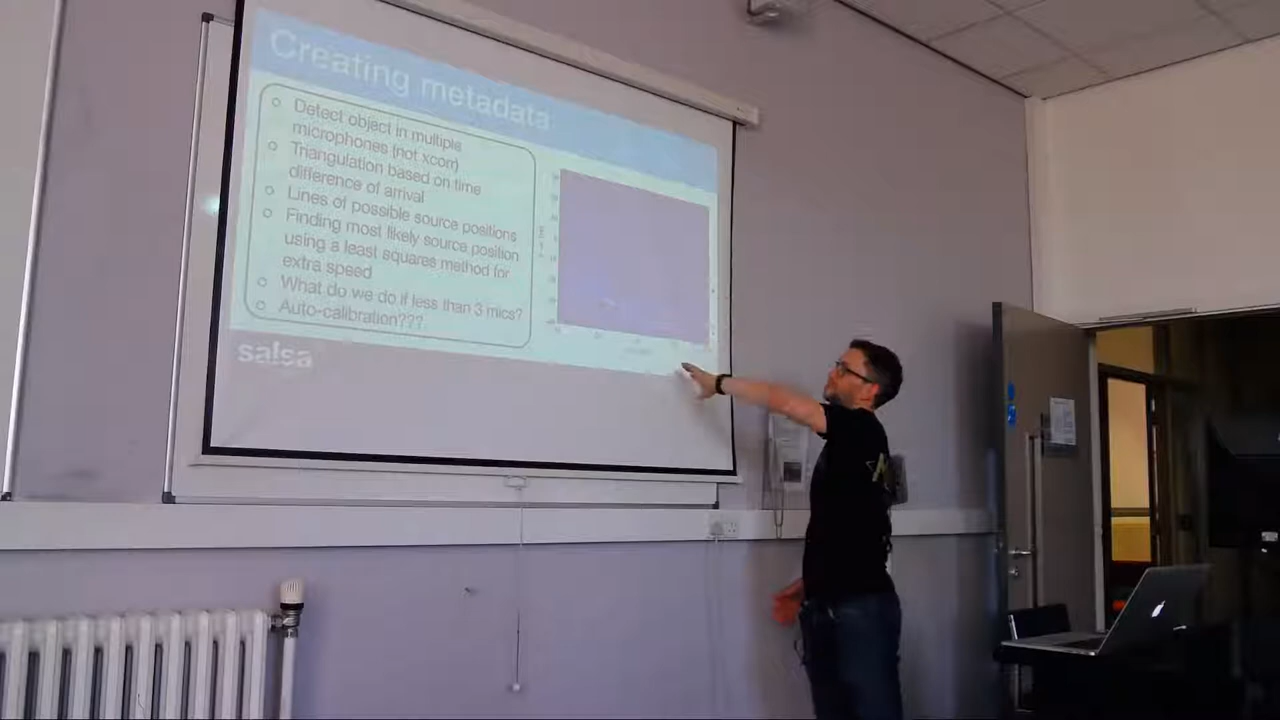 Creating metadata
○ Detect object in multiple
microphones (not xcorr)
○ Triangulation based on time
difference of arrival
○ Lines of possible source positions
○ Finding most likely source position
using a least squares method for
extra speed
○ What do we do if less than 3 mics?
○ Auto-calibration???
salsa